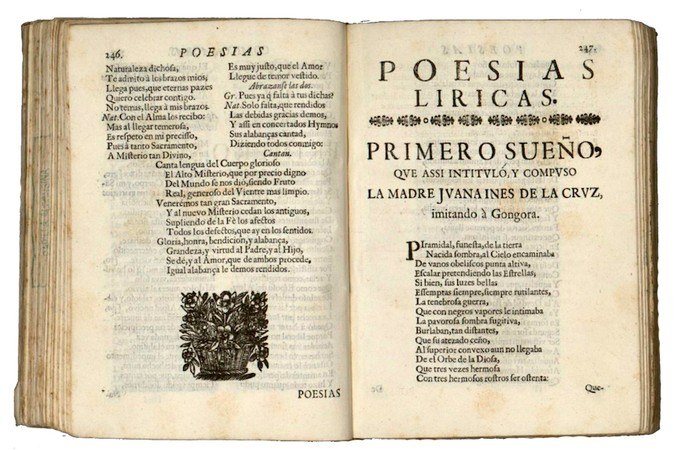 246. POESIAS
Naturaleza dichosa,
Te admito à los brazos mios,
Llega pues, que eternas pazes
Quiero celebrar contigo.
No temas, llega à mis brazos.
Nat. Con el Alma los recibo:
Mas al llegar temerosa,
Es respeto en mi precisso,
Pues à tanto Sacramento,
A Misterio tan Divino,
Es muy justo, que el Amor
Llegue de temor vestido.
Abrazanse las dos.
Gr. Pues ya q̃ falta à tus dichas?
Nat. Solo falta, que rendidos
Las debidas gracias demos,
Y assi en concertados Hymnos
Sus alabanças cantad,
Diziendo todos conmigo:
Cantan.
Canta lengua del Cuerpo glorioso
El Alto Misterio, que por precio digno
Del Mundo se nos diò, siendo Fruto
Real, generoso del Vientre mas limpio.
Veneremos tan gran Sacramento,
Y al nuevo Misterio cedan los antiguos,
Supliendo de la Fè los afectos
Todos los defectos, que ay en los sentidos.
Gloria, honra, bendicion, y alabança,
Grandeza, y virtud al Padre, y al Hijo,
Se dè, y al Amor, que de ambos procede,
Igual alabança le demos rendidos.
POESIAS
247.
POESIAS
LIRICAS.
PRIMERO SUEÑO,
QVE ASSI INTITVLÓ, Y COMPVSO
LA MADRE JVANA INES DE LA CRVZ,
imitando à Gongora.
PIramidal, funesta, de la tierra
Nacida sombra, al Cielo encaminaba
De vanos obeliscos punta altiva,
Escalar pretendiendo las Estrellas,
Si bien, sus luzes bellas
Essemptas siempre, siempre rutilantes,
La tenebrosa guerra,
Que con negros vapores le intimaba
La pavorosa sombra fugitiva,
Burlaban, tan distantes,
Que su atezado ceño,
Al superior convexo aun no llegaba
De el Orbe de la Diosa,
Que tres vezes hermosa
Con tres hermosos rostros ser ostenta:
Que-